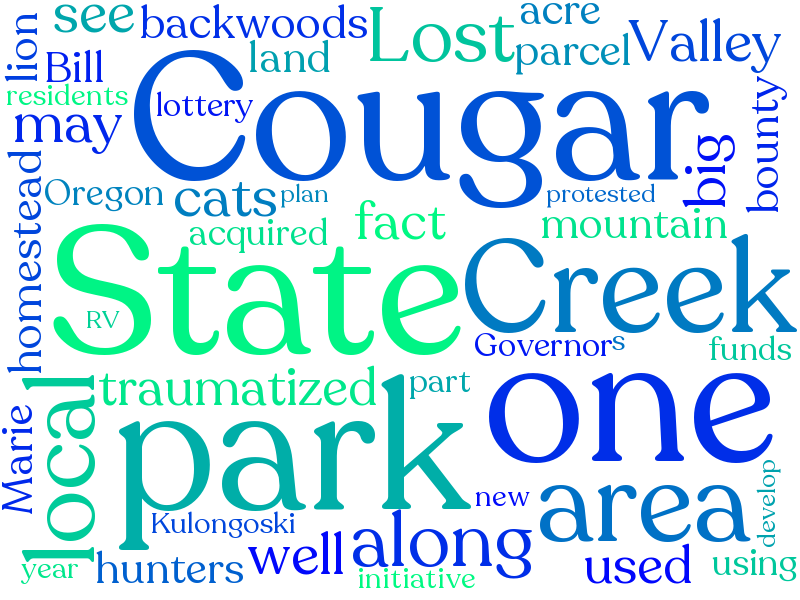 see
backwoods
Lost
acre
Valley
lion
Bill
land
parcel
residents
lottery
Cougar
may
big
bounty
homestead
Oregon
cats
plan
protested
acquired
fact
mountain
State
Creek
RV
Governor
s
funds
local
traumatized
part
one
Marie
park
new
area
develop
Kulongoski
along
year
hunters
well
initiative
used
using